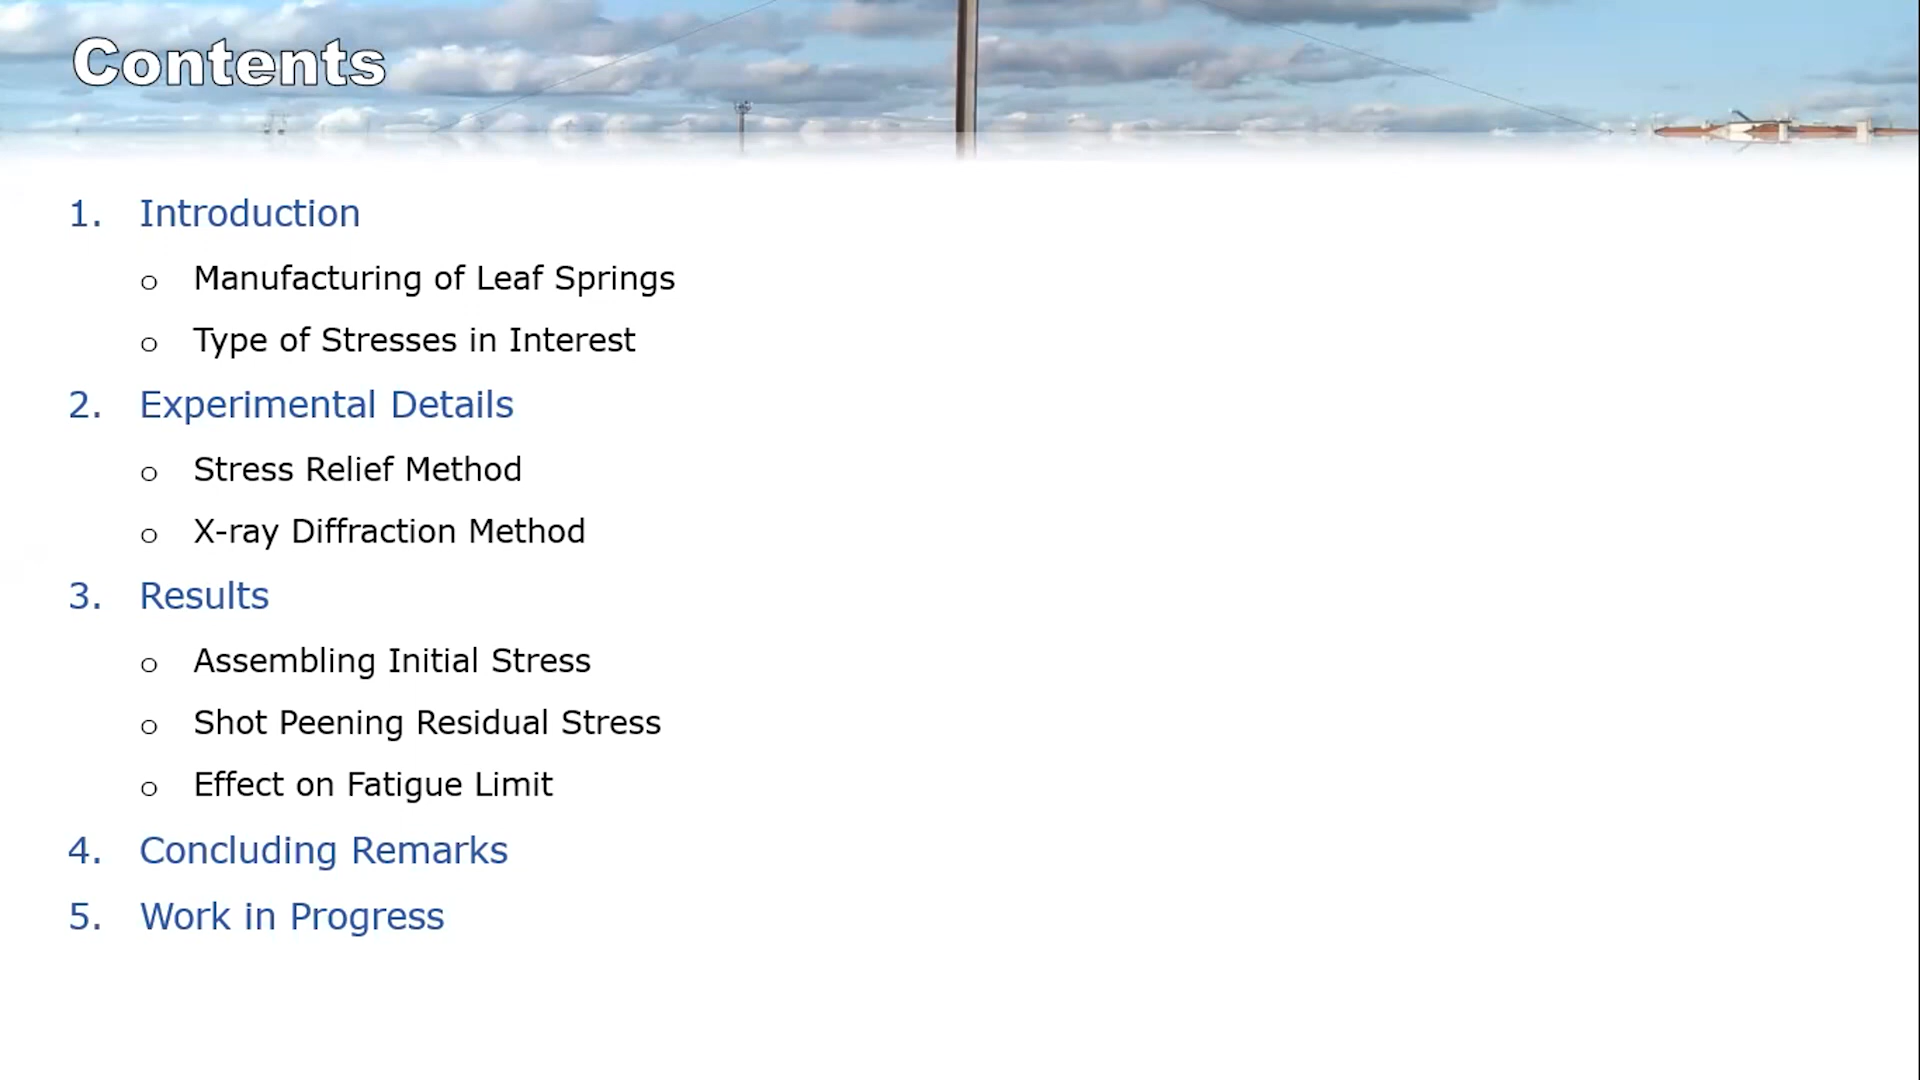 Contents
1. Introduction
o Manufacturing of Leaf Springs
o Type of Stresses in Interest
2. Experimental Details
o Stress Relief Method
o X-ray Diffraction Method
3. Results
o Assembling Initial Stress
o Shot Peening Residual Stress
o Effect on Fatigue Limit
4. Concluding Remarks
5. Work in Progress